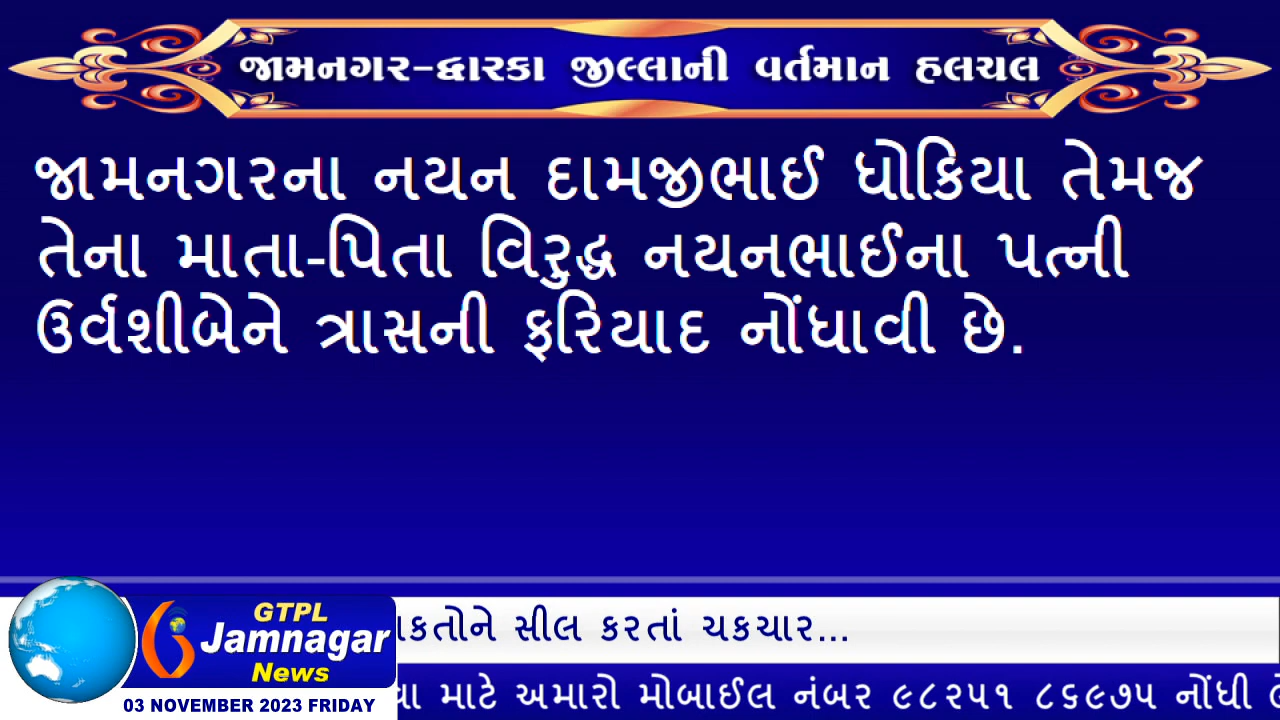 જામનગર-દ્વારકા જીલ્લાની વર્તમાન હલચલ
જામનગરના નયન દામજીભાઈ ધોકિયા તેમજ
તેના માતા-પિતા વિરુદ્ધ નયનભાઈના પત્ની
ઉર્વશીબેને ત્રાસની ફરિયાદ નોંધાવી છે.
GTPL
Jamnagar
News
સીલ કરતાં ચકચાર...
માટે અમારો મોબાઈલ નંબર ૯૮૨૫૧ ૮૬૯૭૫ નોંધી
03 NOVEMBER 2023 FRIDAY